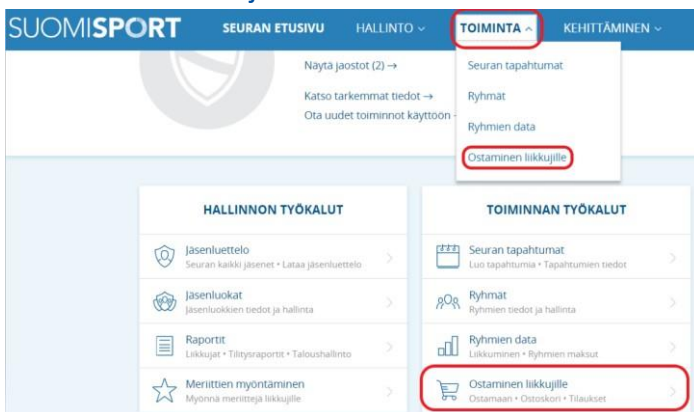 SUOMISPORT
SEURAN ETUSIVU
HALLINTO
TOIMINTA
KEHITTÄMINEN
Näytä jaostot (2) →
Katso tarkemmat tiedot →
Ota uudet toiminnot käyttöön
Seuran tapahtumat
Ryhmät
Ryhmien data
Ostaminen liikkujille
HALLINNON TYÖKALUT
Jäsenluettelo
Seuran kaikki jäsenet • Lataa jäsenluettelo
Jäsenluokat
Jäsenluokkien tiedot ja hallinta
Raportit
Liikkujat • Tilitysraportit • Taloushallinto
Meriittien myöntäminen
Myönnä meriittejä liikkujille
TOIMINNAN TYÖKALUT
Seuran tapahtumat
Luo tapahtumia • Tapahtumien tiedot
Ryhmät
Ryhmien tiedot ja hallinta
Ryhmien data
Liikkuminen • Ryhmien maksut
Ostaminen liikkujille
Ostamaan • Ostoskori • Tilaukset